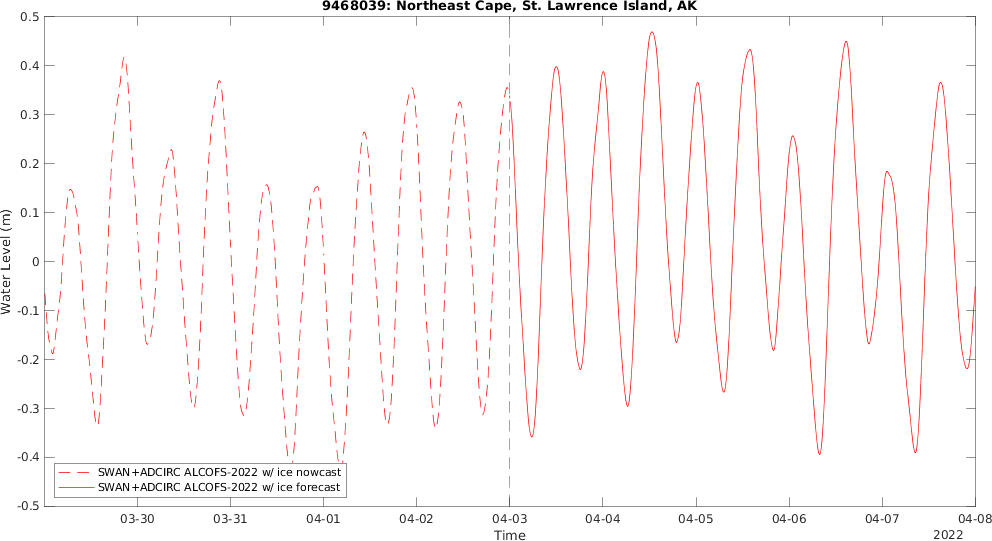 9468039: Northeast Cape, St. Lawrence Island, AK
0.5
0.4
0.3
0.2
0.1
0
-0.1
-0.2
-0.3
-0.4
-0.5
Water Level (m)
SWAN+ADCIRC ALCOFS-2022 w/ ice nowcast
SWAN+ADCIRC ALCOFS-2022 w/ ice forecast
03-30 03-31 04-01 04-02 04-03 04-04 04-05 04-06 04-07 04-08
Time
2022